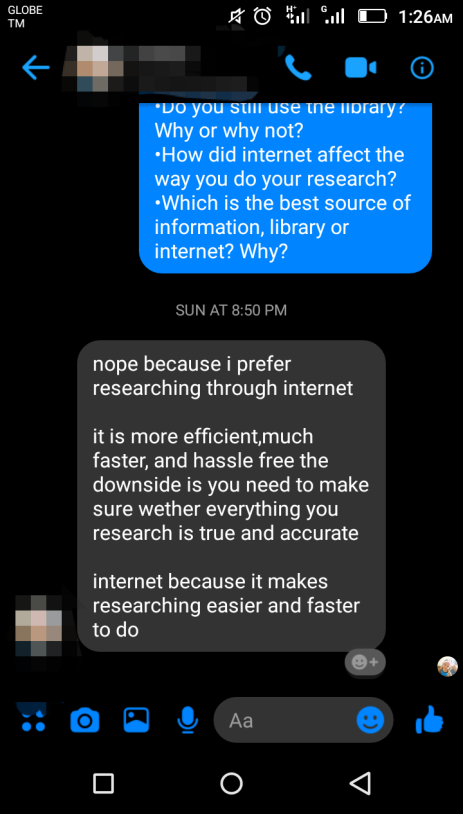 GLOBE
TM
H+
G
1:26AM
•Do you still use the library?
Why or why not?
•How did internet affect the
way you do your research?
•Which is the best source of
information, library or
internet? Why?
SUN AT 8:50 PM
nope because i prefer
researching through internet
it is more efficient,much
faster, and hassle free the
downside is you need to make
sure wether everything you
research is true and accurate
internet because it makes
researching easier and faster
to do
Aa